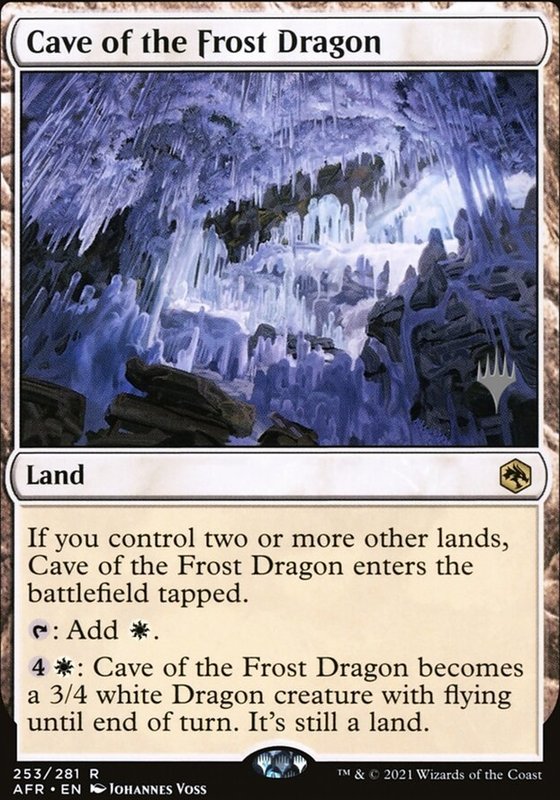 Cave of the Frost Dragon
Land
If you control two or more other lands,
Cave of the Frost Dragon enters the
battlefield tapped.
: Add .
4 : Cave of the Frost Dragon becomes
a 3/4 white Dragon creature with flying
until end of turn. It's still a land.
253/281 R
AFR • EN Johannes Voss
™ & © 2021 Wizards of the Coast